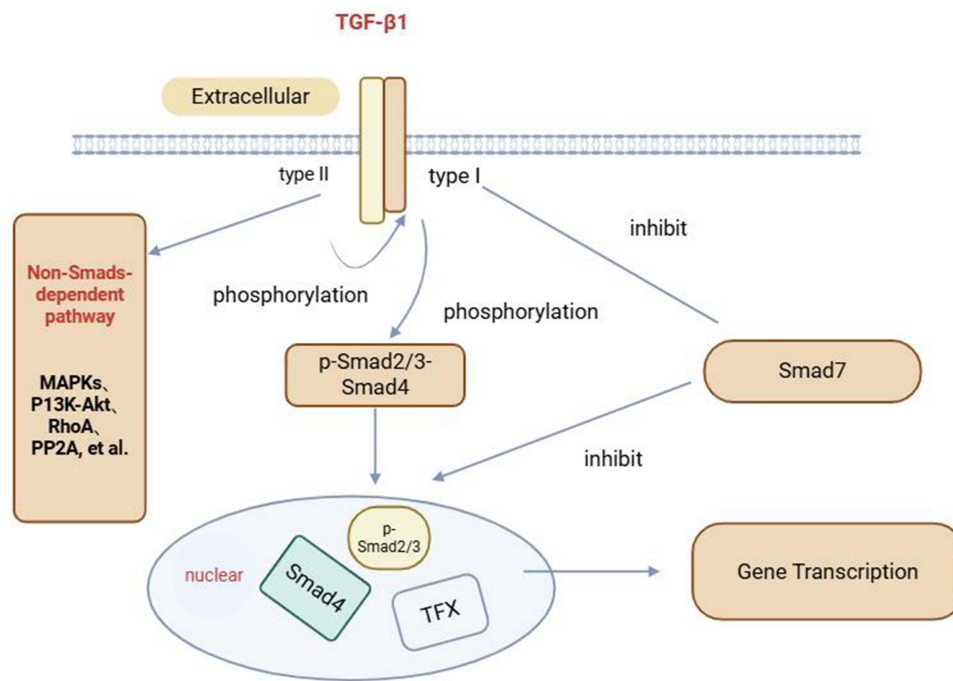 TGF-β1
Extracellular
type II
type I
inhibit
Non-Smads-
dependent
pathway
MAPKs、
P13K-Akt、
RhoA、
PP2A, et al.
phosphorylation
phosphorylation
p-Smad2/3-
Smad4
Smad7
inhibit
nuclear
Smad4
p-
Smad2/3
TFX
Gene Transcription